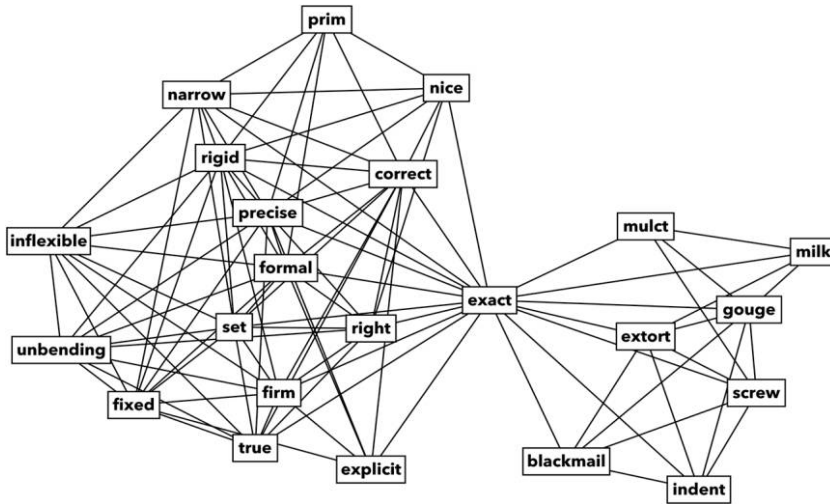 prim
narrow
nice
rigid
correct
precise
mulct
inflexible
milk
formal
exact
gouge
set
right
extort
unbending
firm
screw
fixed
true
blackmail
explicit
indent